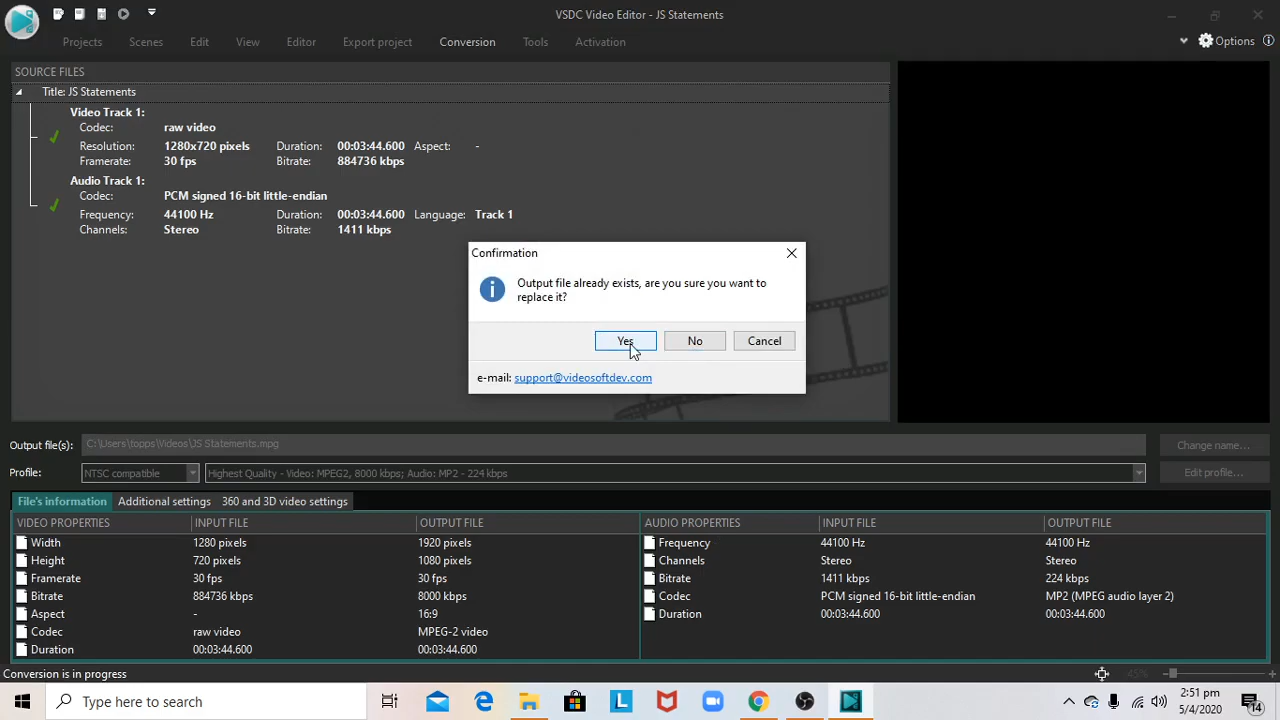 VSDC Video Editor - JS Statements
Projects Scenes Edit View Editor Export project Conversion Tools Activation Options
SOURCE FILES
Title: JS Statements
Video Track 1:
Codec: raw video
Resolution: 1280x720 pixels Duration: 00:03:44.600 Aspect: -
Framerate: 30 fps Bitrate: 884736 kbps
Audio Track 1:
Codec: PCM signed 16-bit little-endian
Frequency: 44100 Hz Duration: 00:03:44.600 Language: Track 1
Channels: Stereo Bitrate: 1411 kbps
Confirmation
Output file already exists, are you sure you want to
replace it?
Yes No Cancel
e-mail: support@videosoftdev.com
Output file(s): C:\Users\topps\Videos\JS Statements.mpg Change name...
Profile: NTSC compatible Highest Quality - Video: MPEG2, 8000 kbps; Audio: MP2 - 224 kbps Edit profile...
File's information Additional settings 360 and 3D video settings
VIDEO PROPERTIES INPUT FILE OUTPUT FILE AUDIO PROPERTIES INPUT FILE OUTPUT FILE
Width 1280 pixels 1920 pixels Frequency 44100 Hz 44100 Hz
Height 720 pixels 1080 pixels Channels Stereo Stereo
Framerate 30 fps 30 fps Bitrate 1411 kbps 224 kbps
Bitrate 884736 kbps 8000 kbps Codec PCM signed 16-bit little-endian MP2 (MPEG audio layer 2)
Aspect - 16:9 Duration 00:03:44.600 00:03:44.600
Codec raw video MPEG-2 video
Duration 00:03:44.600 00:03:44.600
Conversion is in progress 45%
Type here to search L 2:51 pm
5/4/2020 14